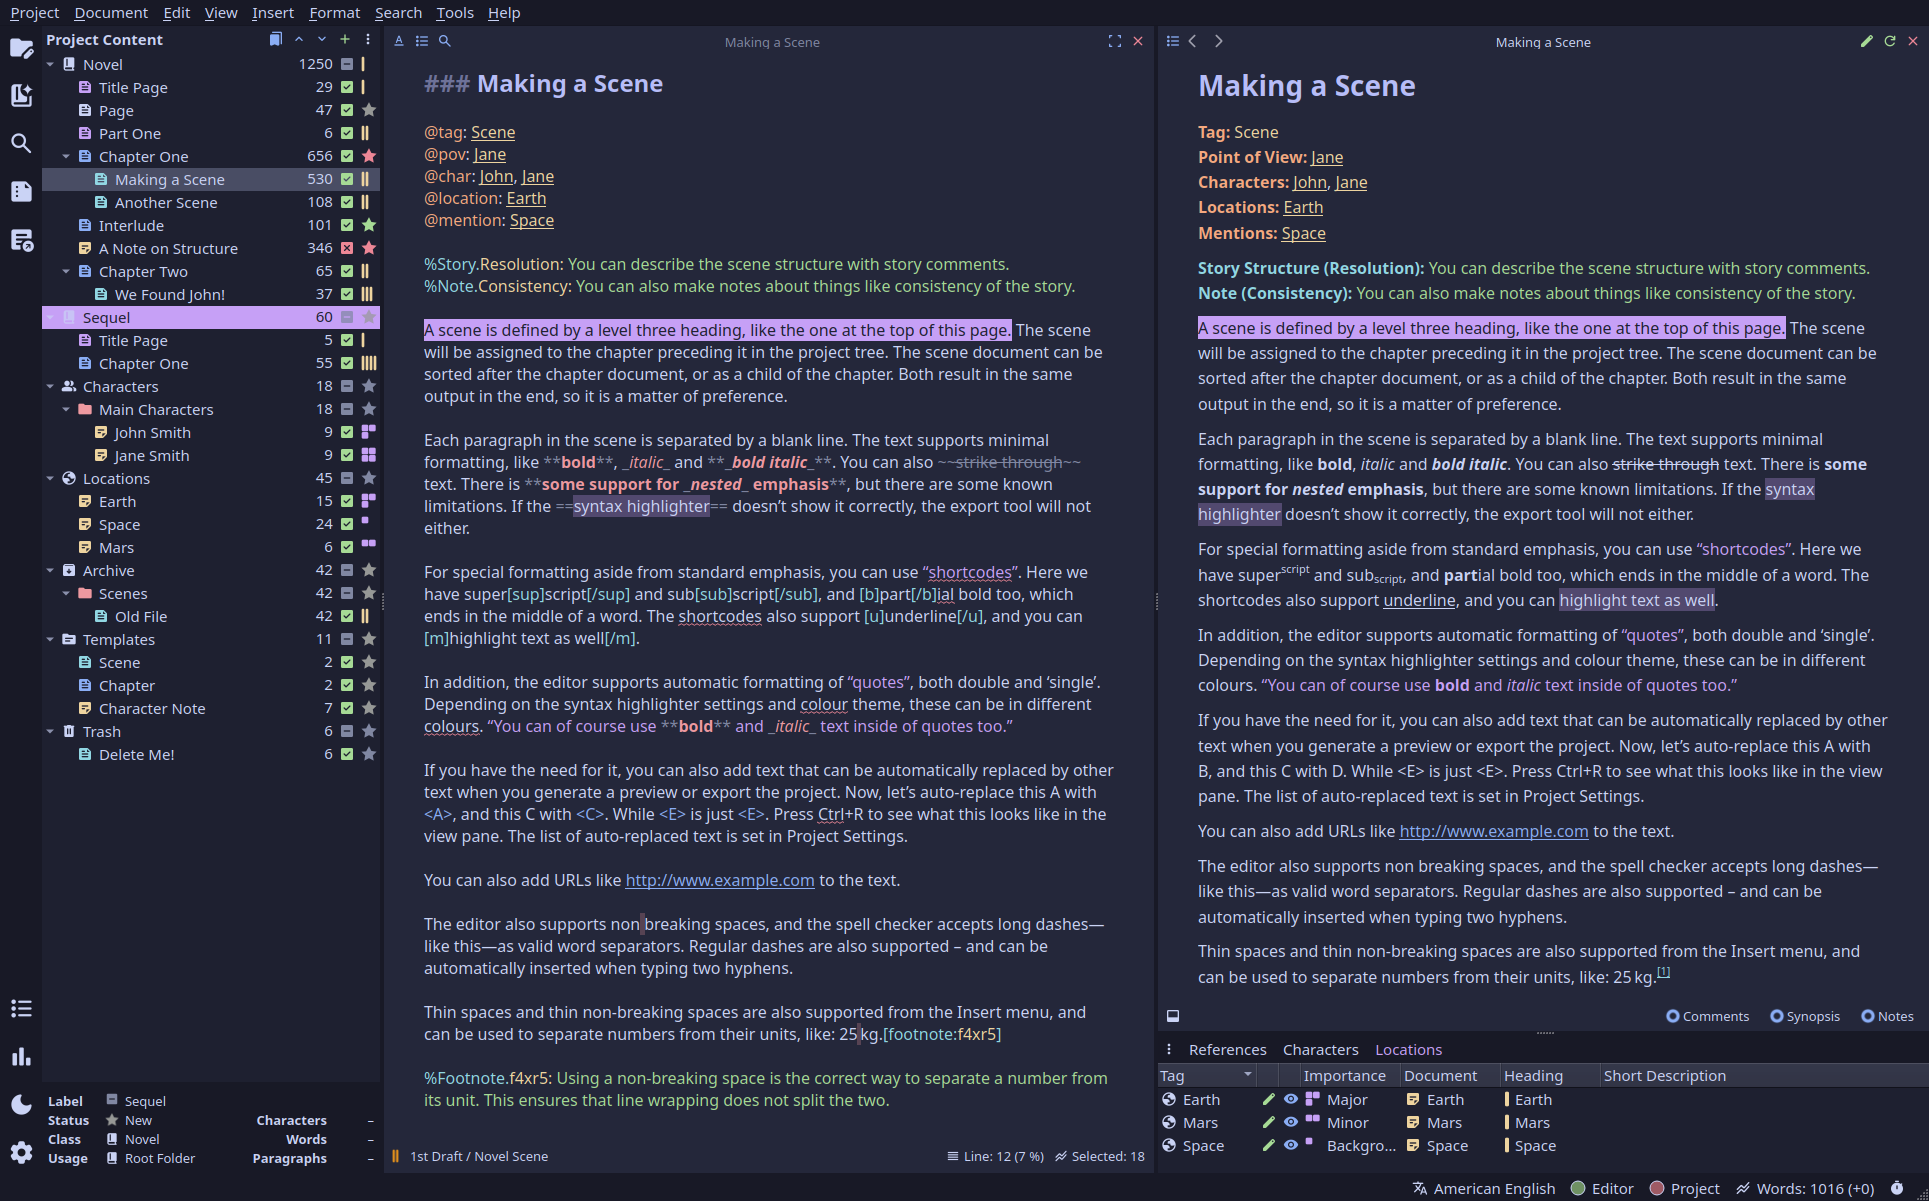 Project Document Edit View Insert Format Search Tools Help
Project Content
Novel 1250
Title Page 29
Page 47
Part One 6
Chapter One 656
Making a Scene 530
Another Scene 108
Interlude 101
A Note on Structure 346
Chapter Two 65
We Found John! 37
Sequel 60
Title Page 5
Chapter One 55
Characters 18
Main Characters 18
John Smith 9
Jane Smith 9
Locations 45
Earth 15
Space 24
Mars 6
Archive 42
Scenes 42
Old File 42
Templates 11
Scene 2
Chapter 2
Character Note 7
Trash 6
Delete Me! 6
Label Sequel
Status New Characters –
Class Novel Words –
Usage Root Folder Paragraphs –
Making a Scene
### Making a Scene
@tag: Scene
@pov: Jane
@char: John, Jane
@location: Earth
@mention: Space
%Story.Resolution: You can describe the scene structure with story comments.
%Note.Consistency: You can also make notes about things like consistency of the story.
A scene is defined by a level three heading, like the one at the top of this page. The scene
will be assigned to the chapter preceding it in the project tree. The scene document can be
sorted after the chapter document, or as a child of the chapter. Both result in the same
output in the end, so it is a matter of preference.
Each paragraph in the scene is separated by a blank line. The text supports minimal
formatting, like **bold**, _italic_ and **_bold italic_**. You can also ~~strike through~~
text. There is **some support for _nested_ emphasis**, but there are some known
limitations. If the ==syntax highlighter== doesn’t show it correctly, the export tool will not
either.
For special formatting aside from standard emphasis, you can use “shortcodes”. Here we
have super[sup]script[/sup] and sub[sub]script[/sub], and [b]part[/b]ial bold too, which
ends in the middle of a word. The shortcodes also support [u]underline[/u], and you can
[m]highlight text as well[/m].
In addition, the editor supports automatic formatting of “quotes”, both double and ‘single’.
Depending on the syntax highlighter settings and colour theme, these can be in different
colours. “You can of course use **bold** and _italic_ text inside of quotes too.”
If you have the need for it, you can also add text that can be automatically replaced by other
text when you generate a preview or export the project. Now, let’s auto-replace this A with
<A>, and this C with <C>. While <E> is just <E>. Press Ctrl+R to see what this looks like in the
view pane. The list of auto-replaced text is set in Project Settings.
You can also add URLs like http://www.example.com to the text.
The editor also supports non breaking spaces, and the spell checker accepts long dashes—
like this—as valid word separators. Regular dashes are also supported – and can be
automatically inserted when typing two hyphens.
Thin spaces and thin non-breaking spaces are also supported from the Insert menu, and
can be used to separate numbers from their units, like: 25 kg.[footnote:f4xr5]
%Footnote.f4xr5: Using a non-breaking space is the correct way to separate a number from
its unit. This ensures that line wrapping does not split the two.
1st Draft / Novel Scene Line: 12 (7 %) Selected: 18
Making a Scene
Making a Scene
Tag: Scene
Point of View: Jane
Characters: John, Jane
Locations: Earth
Mentions: Space
Story Structure (Resolution): You can describe the scene structure with story comments.
Note (Consistency): You can also make notes about things like consistency of the story.
A scene is defined by a level three heading, like the one at the top of this page. The scene
will be assigned to the chapter preceding it in the project tree. The scene document can be
sorted after the chapter document, or as a child of the chapter. Both result in the same
output in the end, so it is a matter of preference.
Each paragraph in the scene is separated by a blank line. The text supports minimal
formatting, like bold, italic and bold italic. You can also strike through text. There is some
support for nested emphasis, but there are some known limitations. If the syntax
highlighter doesn’t show it correctly, the export tool will not either.
For special formatting aside from standard emphasis, you can use “shortcodes”. Here we
have superscript and subscript, and partial bold too, which ends in the middle of a word. The
shortcodes also support underline, and you can highlight text as well.
In addition, the editor supports automatic formatting of “quotes”, both double and ‘single’.
Depending on the syntax highlighter settings and colour theme, these can be in different
colours. “You can of course use bold and italic text inside of quotes too.”
If you have the need for it, you can also add text that can be automatically replaced by other
text when you generate a preview or export the project. Now, let’s auto-replace this A with
B, and this C with D. While <E> is just <E>. Press Ctrl+R to see what this looks like in the view
pane. The list of auto-replaced text is set in Project Settings.
You can also add URLs like http://www.example.com to the text.
The editor also supports non breaking spaces, and the spell checker accepts long dashes—
like this—as valid word separators. Regular dashes are also supported – and can be
automatically inserted when typing two hyphens.
Thin spaces and thin non-breaking spaces are also supported from the Insert menu, and
can be used to separate numbers from their units, like: 25 kg.[1]
Comments Synopsis Notes
References Characters Locations
Tag Importance Document Heading Short Description
Earth Major Earth Earth
Mars Minor Mars Mars
Space Backgro... Space Space
American English Editor Project Words: 1016 (+0)